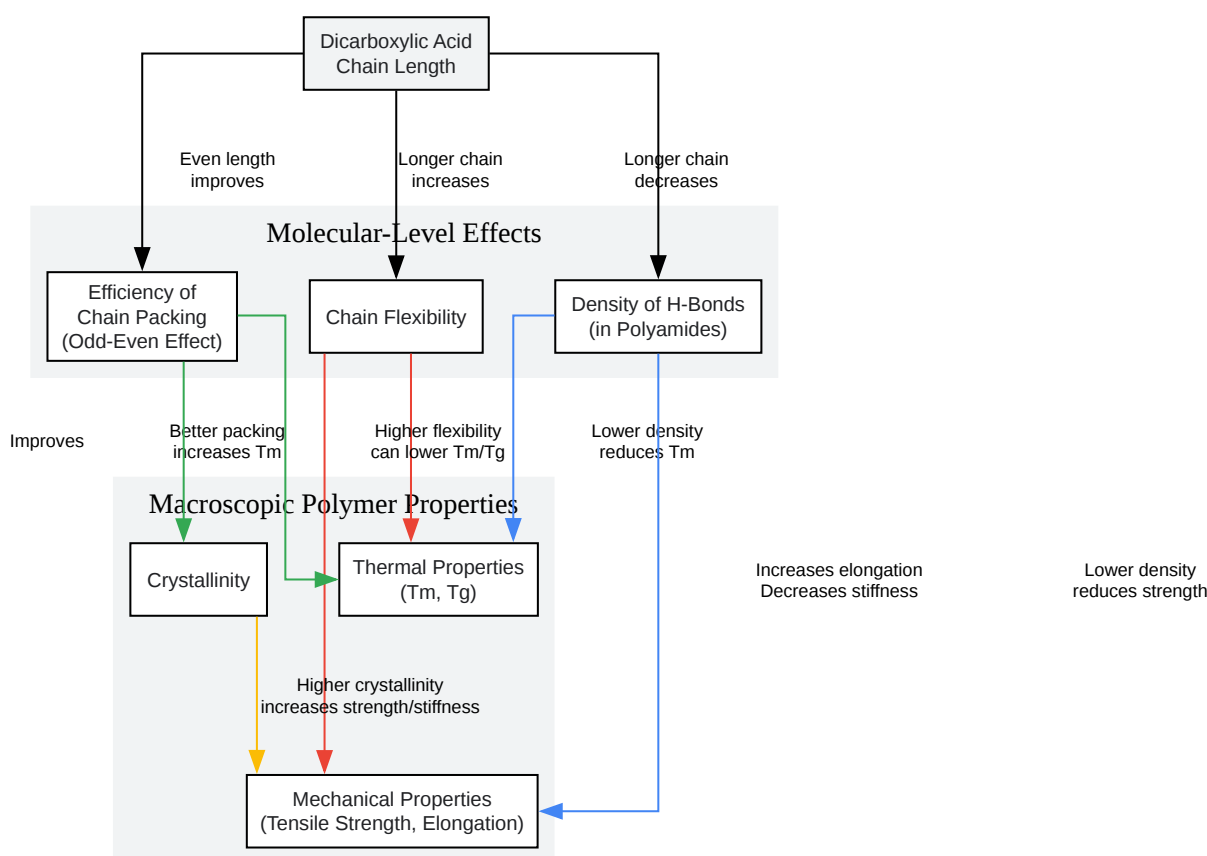 Dicarboxylic Acid
Chain Length
Even length
improves
Longer chain
increases
Longer chain
decreases
Molecular-Level Effects
Efficiency of
Chain Packing
(Odd-Even Effect)
Chain Flexibility
Density of H-Bonds
(in Polyamides)
Improves
Better packing
increases Tm
Higher flexibility
can lower Tm/Tg
Lower density
reduces Tm
Macroscopic Polymer Properties
Crystallinity
Thermal Properties
(Tm, Tg)
Increases elongation
Decreases stiffness
Lower density
reduces strength
Higher crystallinity
increases strength/stiffness
Mechanical Properties
(Tensile Strength, Elongation)